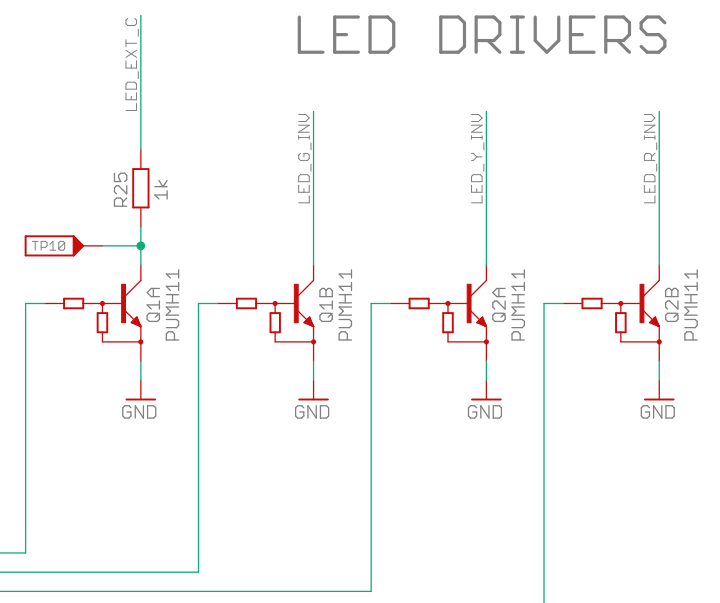 LED DRIVERS
LED_EXT_C
LED_G_INV
LED_Y_INV
LED_R_INV
R25
1k
TP10
Q1A
PUMH11
Q1B
PUMH11
Q2A
PUMH11
Q2B
PUMH11
GND
GND
GND
GND